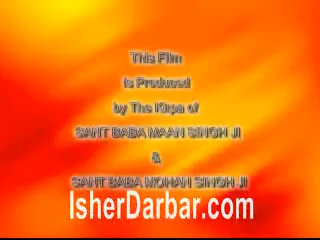 This Film
is Produced
by The Kirpa of
SANT BABA MAAN SINGH JI
&
SANT BABA MOHAN SINGH JI
IsherDarbar.com